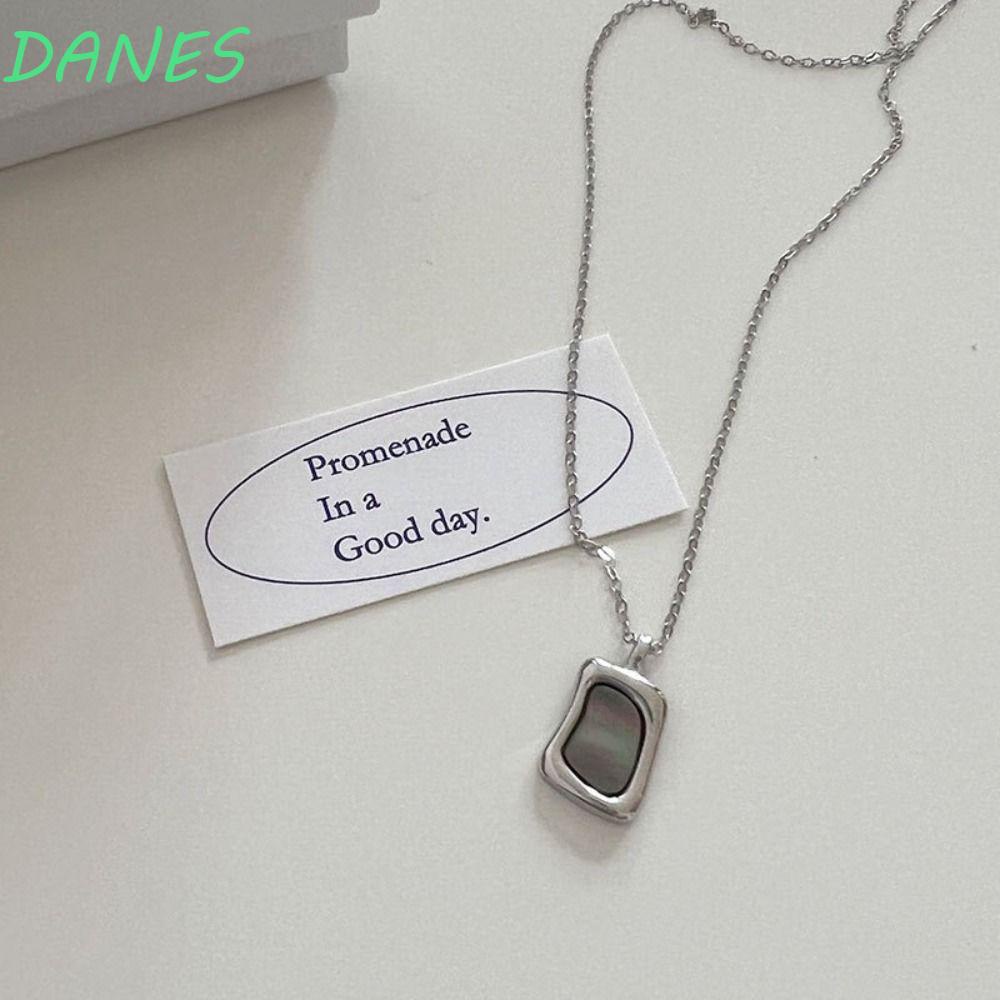 DANES
Promenade
In a
Good day.